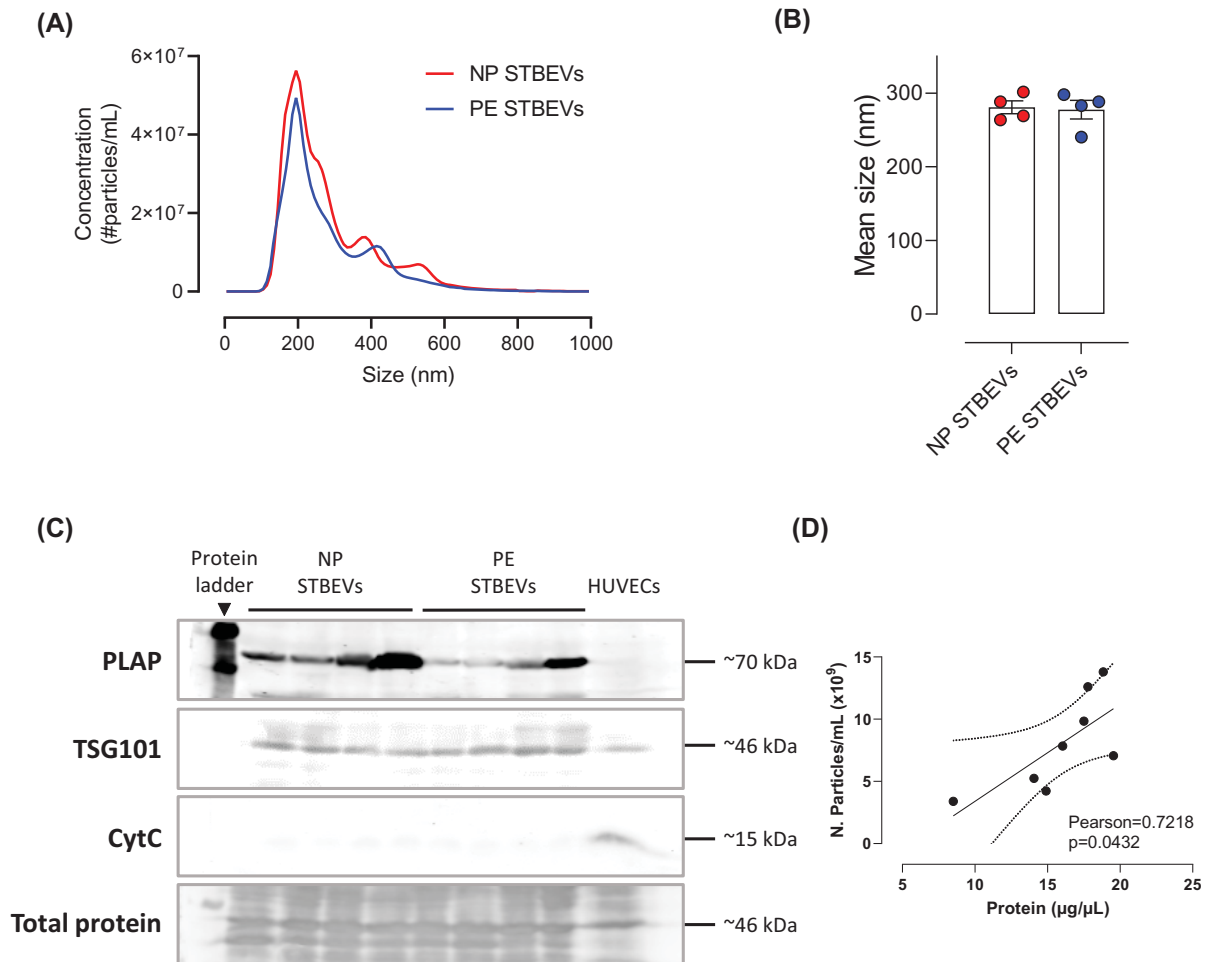 (A)
6×10⁷
4×10⁷
2×10⁷
0
Concentration
(#particles/mL)
NP STBEVs
PE STBEVs
0 200 400 600 800 1000
Size (nm)
(B)
300
200
100
0
Mean size (nm)
NP STBEVs
PE STBEVs
(C)
Protein
ladder
NP
STBEVs
PE
STBEVs
HUVECs
PLAP
~70 kDa
TSG101
~46 kDa
CytC
~15 kDa
Total protein
~46 kDa
(D)
15
10
5
0
N. Particles/mL (x10⁹)
Pearson=0.7218
p=0.0432
5 10 15 20 25
Protein (µg/µL)